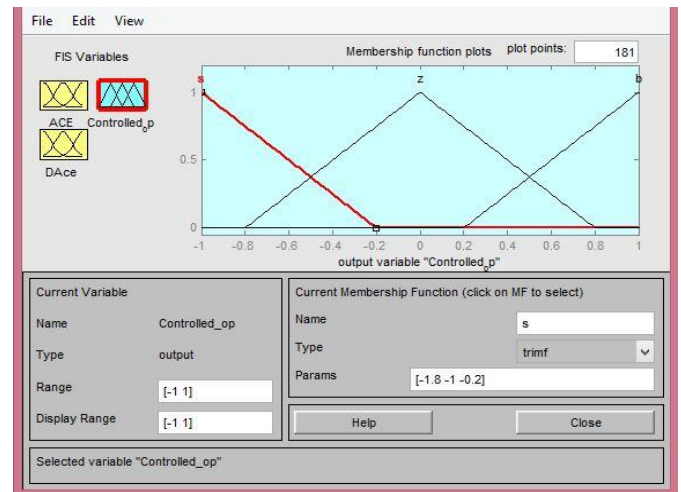 File Edit View
FIS Variables
Membership function plots plot points: 181
s z b
ACE Controlled_op
DAce
1
0.5
0
-1 -0.8 -0.6 -0.4 -0.2 0 0.2 0.4 0.6 0.8 1
output variable "Controlled_op"
Current Variable
Name Controlled_op
Type output
Range [-1 1]
Display Range [-1 1]
Current Membership Function (click on MF to select)
Name s
Type trimf
Params [-1.8 -1 -0.2]
Help Close
Selected variable "Controlled_op"